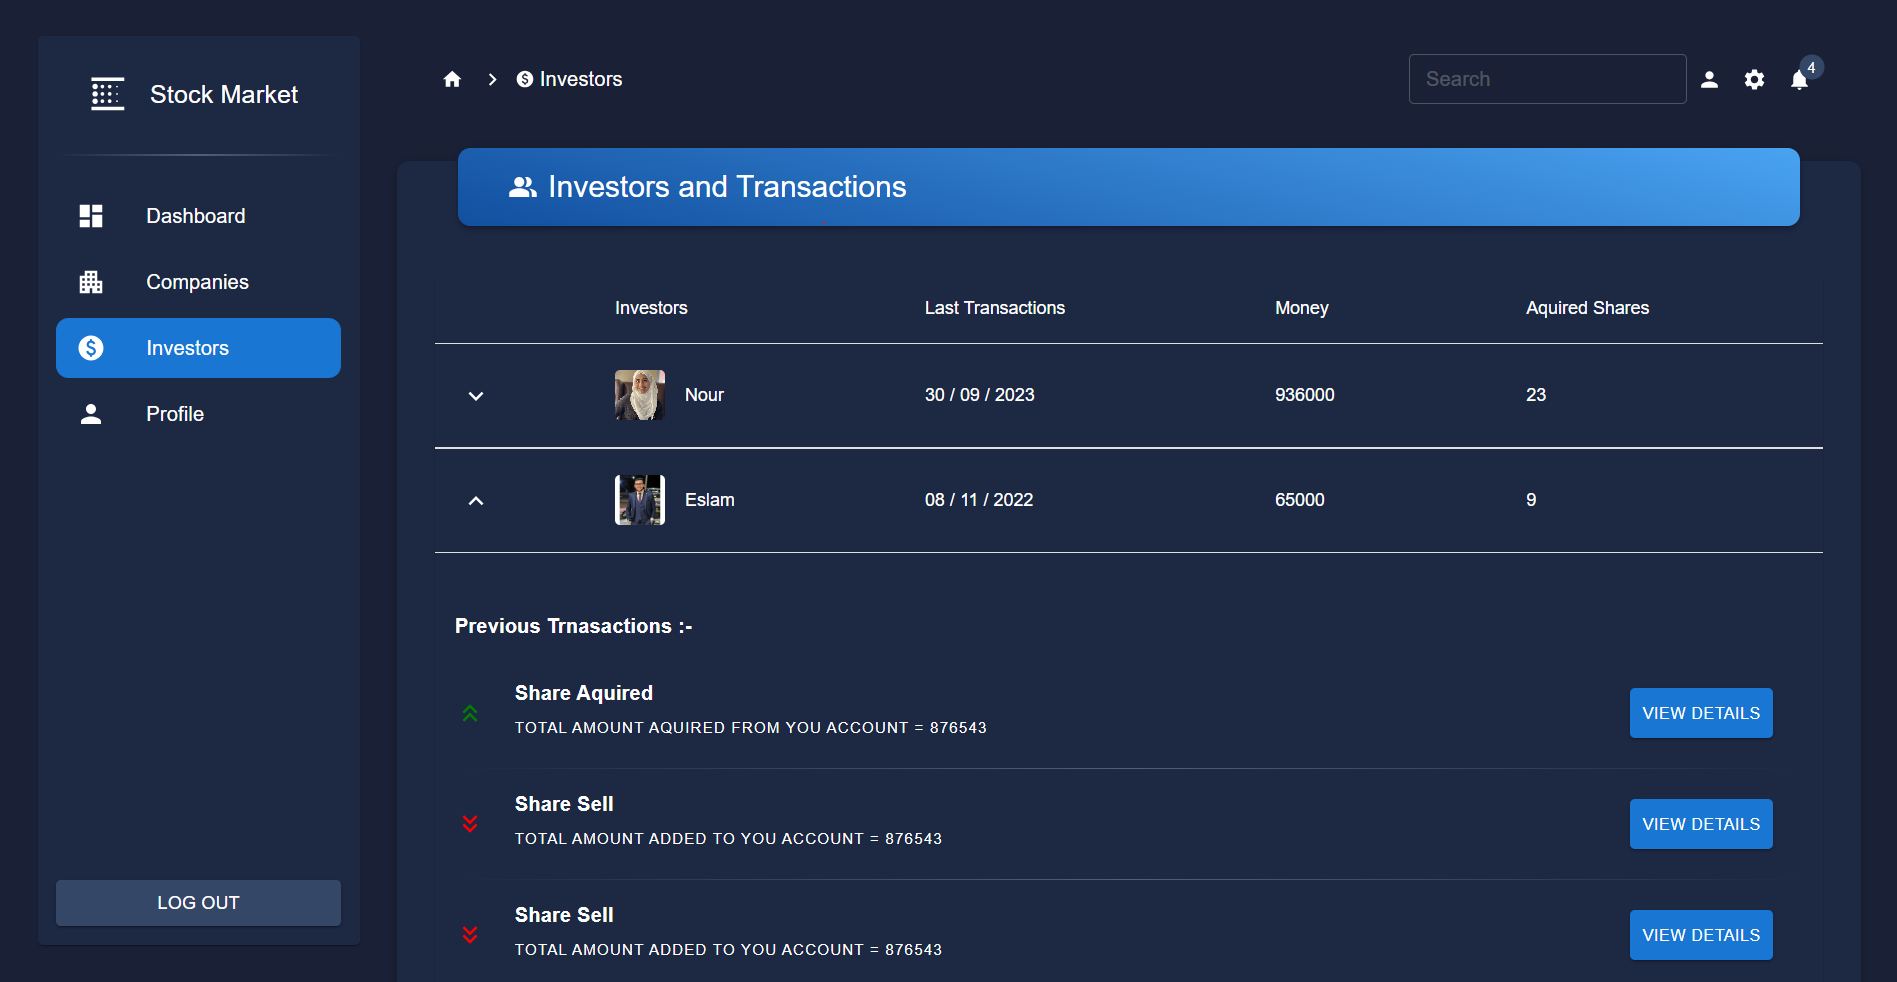 Stock Market
Dashboard
Companies
Investors
Profile
LOG OUT
Investors
Search
4
Investors and Transactions
Investors Last Transactions Money Aquired Shares
Nour 30 / 09 / 2023 936000 23
Eslam 08 / 11 / 2022 65000 9
Previous Trnasactions :-
Share Aquired
TOTAL AMOUNT AQUIRED FROM YOU ACCOUNT = 876543
VIEW DETAILS
Share Sell
TOTAL AMOUNT ADDED TO YOU ACCOUNT = 876543
VIEW DETAILS
Share Sell
TOTAL AMOUNT ADDED TO YOU ACCOUNT = 876543
VIEW DETAILS